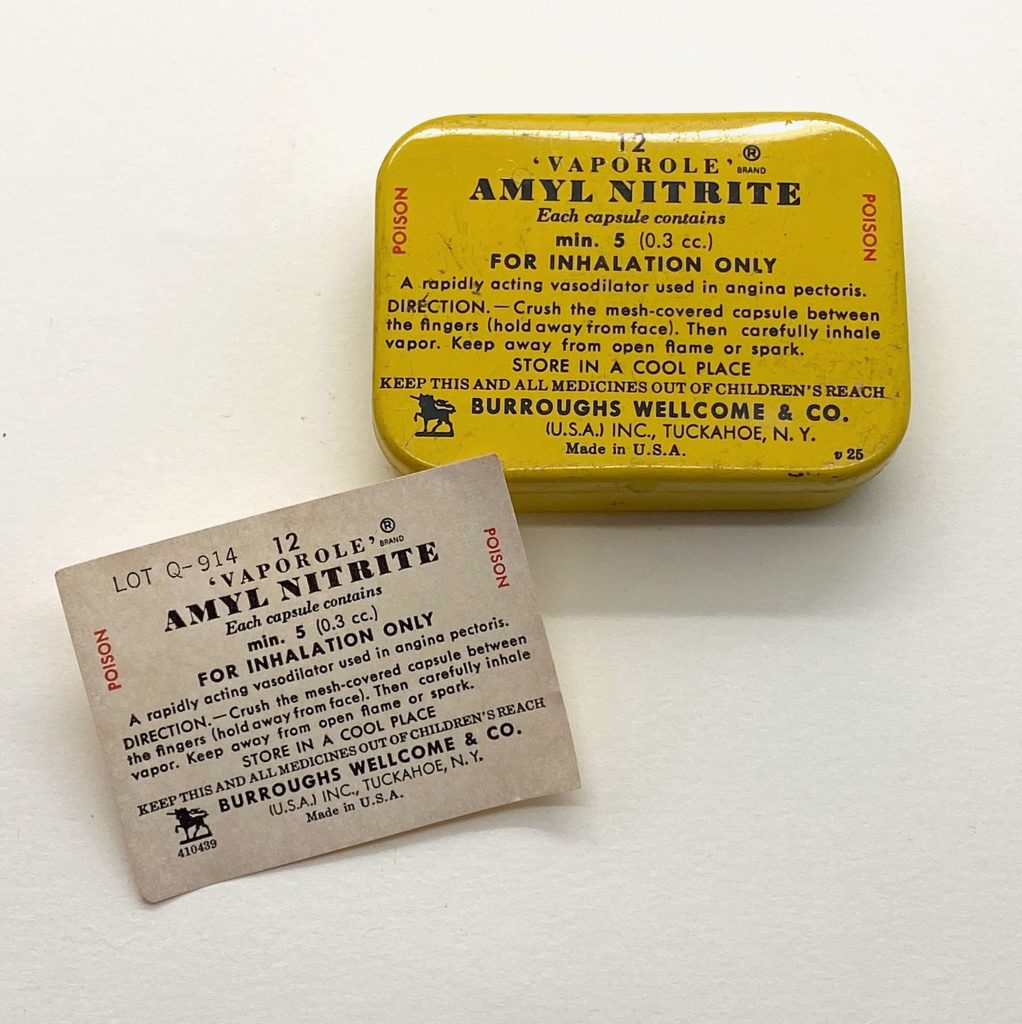 12
‘VAPOROLE’® BRAND
AMYL NITRITE
Each capsule contains
min. 5 (0.3 cc.)
FOR INHALATION ONLY
POISON
POISON
A rapidly acting vasodilator used in angina pectoris.
DIRECTION.—Crush the mesh-covered capsule between
the fingers (hold away from face). Then carefully inhale
vapor. Keep away from open flame or spark.
STORE IN A COOL PLACE
KEEP THIS AND ALL MEDICINES OUT OF CHILDREN'S REACH
BURROUGHS WELLCOME & CO.
(U.S.A.) INC., TUCKAHOE, N. Y.
Made in U.S.A.
v 25
LOT Q-914
12
‘VAPOROLE’® BRAND
AMYL NITRITE
Each capsule contains
min. 5 (0.3 cc.)
FOR INHALATION ONLY
POISON
POISON
A rapidly acting vasodilator used in angina pectoris.
DIRECTION.—Crush the mesh-covered capsule between
the fingers (hold away from face). Then carefully inhale
vapor. Keep away from open flame or spark.
STORE IN A COOL PLACE
KEEP THIS AND ALL MEDICINES OUT OF CHILDREN'S REACH
BURROUGHS WELLCOME & CO.
(U.S.A.) INC., TUCKAHOE, N. Y.
Made in U.S.A.
410439